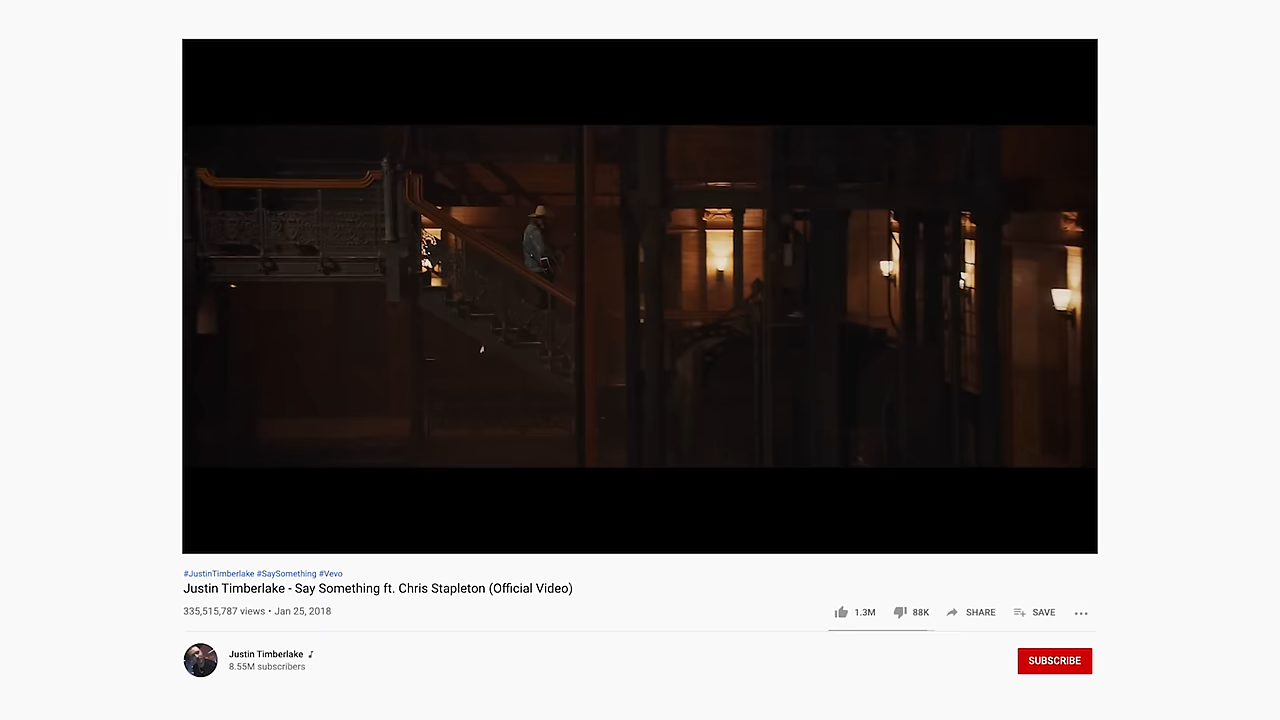 #JustinTimberlake #SaySomething #Vevo
Justin Timberlake - Say Something ft. Chris Stapleton (Official Video)
335,515,787 views • Jan 25, 2018
1.3M 88K SHARE SAVE
Justin Timberlake
8.55M subscribers
SUBSCRIBE